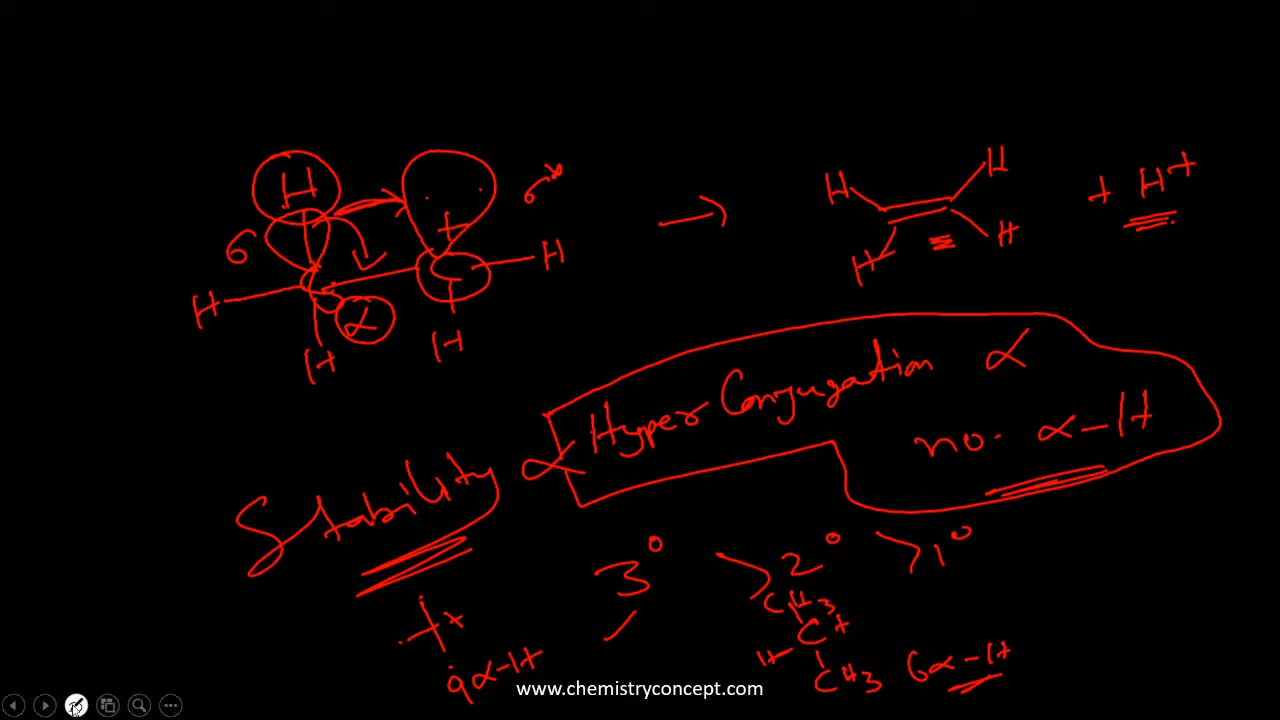 H
+
σ
σ*
H
α
C
H
H
H
→
H
H
H
H
+ H+
Stability ∝ Hyper Conjugation ∝
no. α-H
3° > 2° > 1°
+
9α-H
CH3
H C+
CH3
6α-H
www.chemistryconcept.com